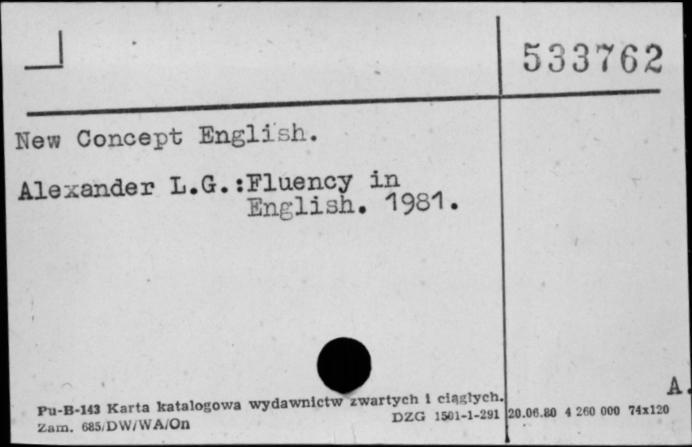 533762
New Concept English.
Alexander L.G.:Fluency in
English. 1981.
A.
Pu-B-143 Karta katalogowa wydawnictw zwartych i ciągłych.
Zam. 685/DW/WA/On
DZG 1501-1-291 20.06.80 4 260 000 74x120